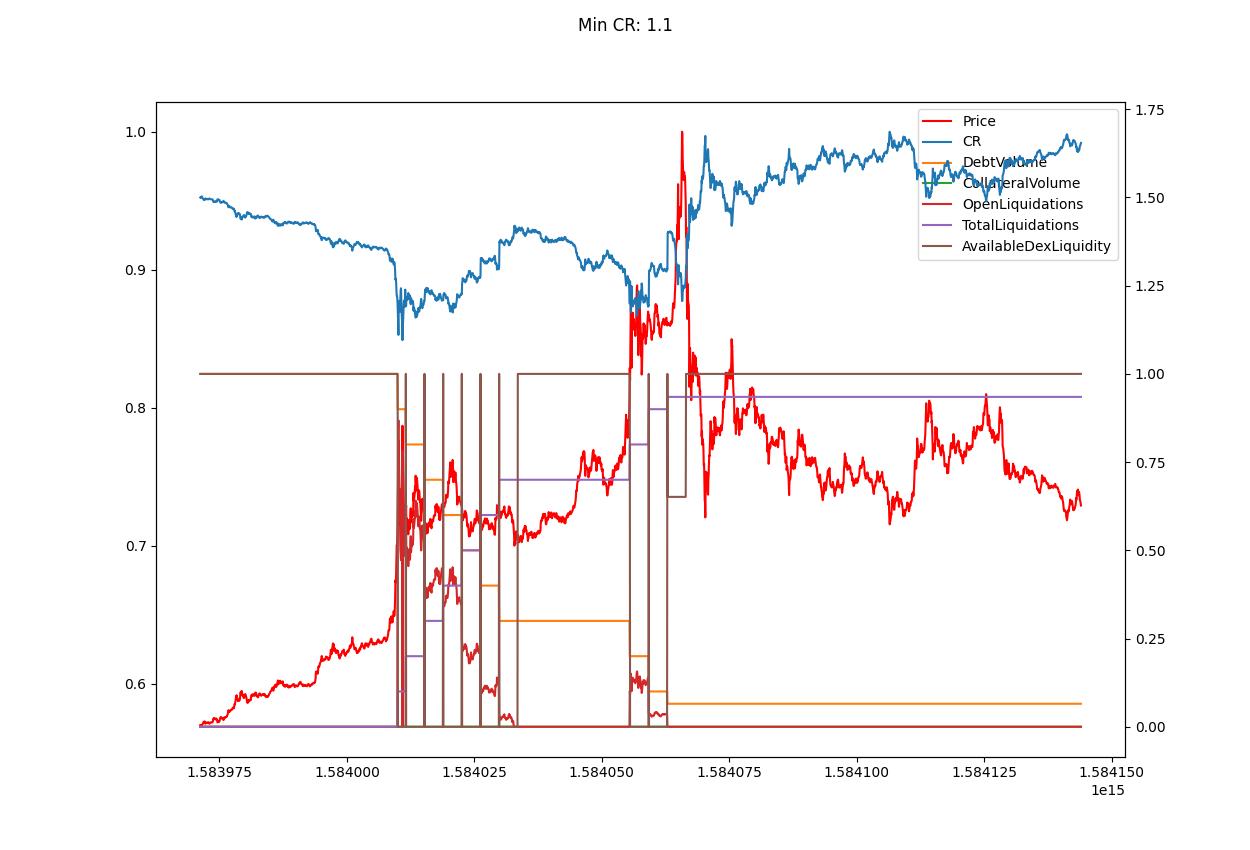 Min CR: 1.1
1.0
0.9
0.8
0.7
0.6
1.75
1.50
1.25
1.00
0.75
0.50
0.25
0.00
Price
CR
DebtVolume
CollateralVolume
OpenLiquidations
TotalLiquidations
AvailableDexLiquidity
1.583975 1.584000 1.584025 1.584050 1.584075 1.584100 1.584125 1.584150
1e15